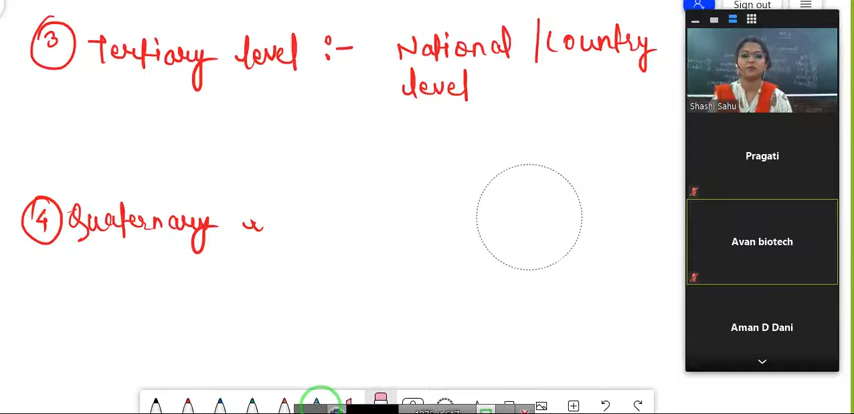 Sign out
③ Tertiary level :- National / Country
level
④ Quaternary
Shashi Sahu
Pragati
Avan biotech
Aman D Dani